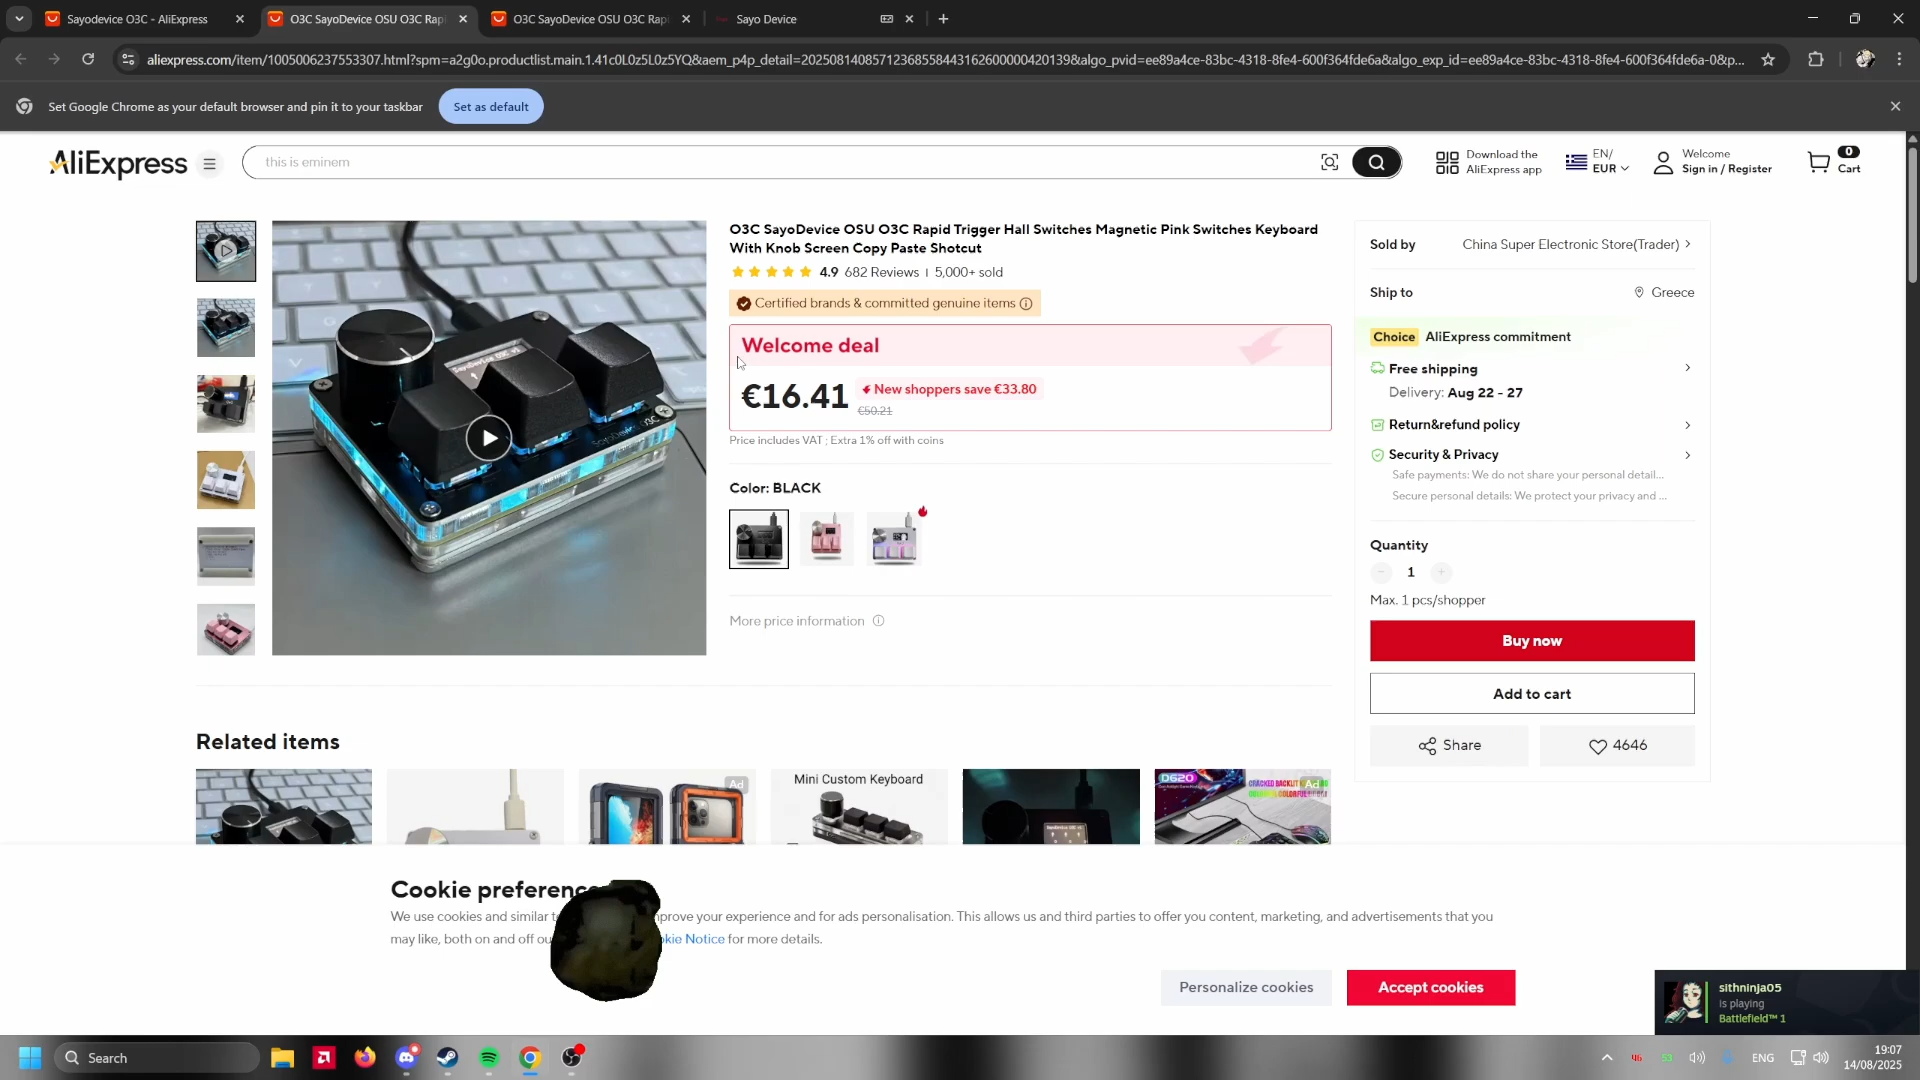 Sayodevice O3C - AliExpress
O3C SayoDevice OSU O3C Rapi
O3C SayoDevice OSU O3C Rapi
Sayo Device
aliexpress.com/item/1005006237553307.html?spm=a2g0o.productlist.main.1.41c0L0z5L0z5YQ&aem_p4p_detail=20250814085712368558443162600000420139&algo_pvid=ee89a4ce-83bc-4318-8fe4-600f364fde6a&algo_exp_id=ee89a4ce-83bc-4318-8fe4-600f364fde6a-0&p...
Set Google Chrome as your default browser and pin it to your taskbar
Set as default
AliExpress
this is eminem
Download the
AliExpress app
EN/
EUR
Welcome
Sign in / Register
0
Cart
O3C SayoDevice OSU O3C Rapid Trigger Hall Switches Magnetic Pink Switches Keyboard
With Knob Screen Copy Paste Shotcut
4.9 682 Reviews | 5,000+ sold
Certified brands & committed genuine items
Welcome deal
€16.41
New shoppers save €33.80
€50.21
Price includes VAT ; Extra 1% off with coins
Color: BLACK
More price information
Sold by
China Super Electronic Store(Trader)
Ship to
Greece
Choice AliExpress commitment
Free shipping
Delivery: Aug 22 - 27
Return&refund policy
Security & Privacy
Safe payments: We do not share your personal detail...
Secure personal details: We protect your privacy and ...
Quantity
- 1 +
Max. 1 pcs/shopper
Buy now
Add to cart
Share
4646
SayoDevice O3C
Related items
Ad
Mini Custom Keyboard
D620
Ad
Cookie preferenc
We use cookies and similar t prove your experience and for ads personalisation. This allows us and third parties to offer you content, marketing, and advertisements that you
may like, both on and off ou kie Notice for more details.
Personalize cookies
Accept cookies
sithninja05
is playing
Battlefield™ 1
Search
ENG
19:07
14/08/2025